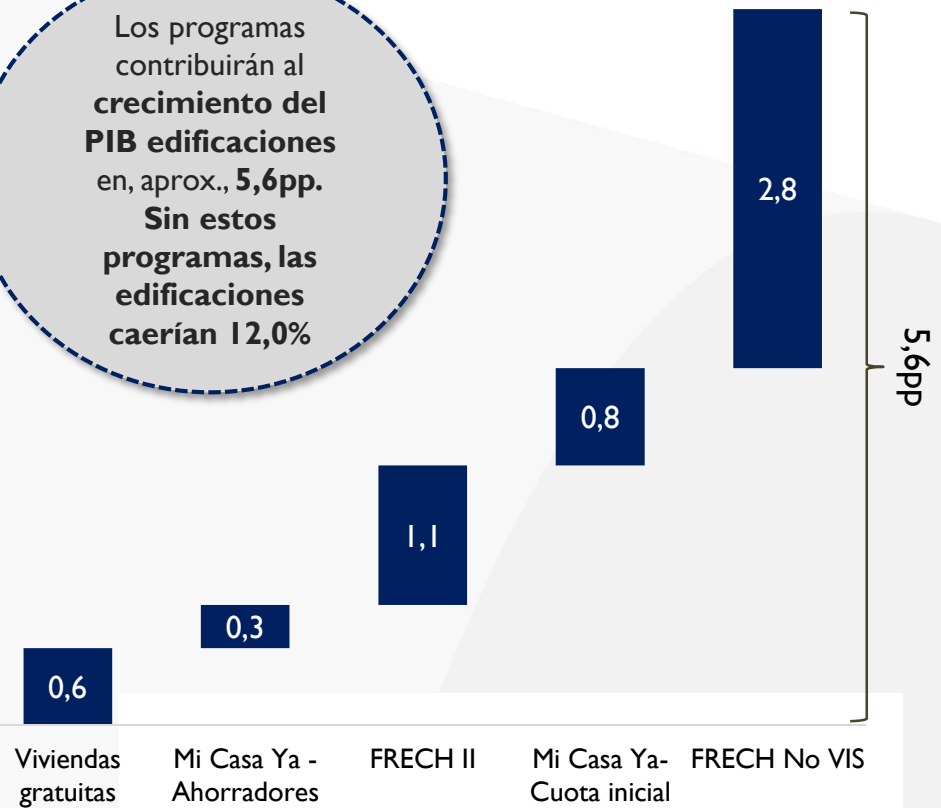 Los programas
contribuirán al
crecimiento del
PIB edificaciones
en, aprox., 5,6pp.
Sin estos
programas, las
edificaciones
caerían 12,0%
2,8
5,6pp
0,8
1,1
0,3
0,6
Viviendas
gratuitas
Mi Casa Ya -
Ahorradores
FRECH II
Mi Casa Ya-
Cuota inicial
FRECH No VIS